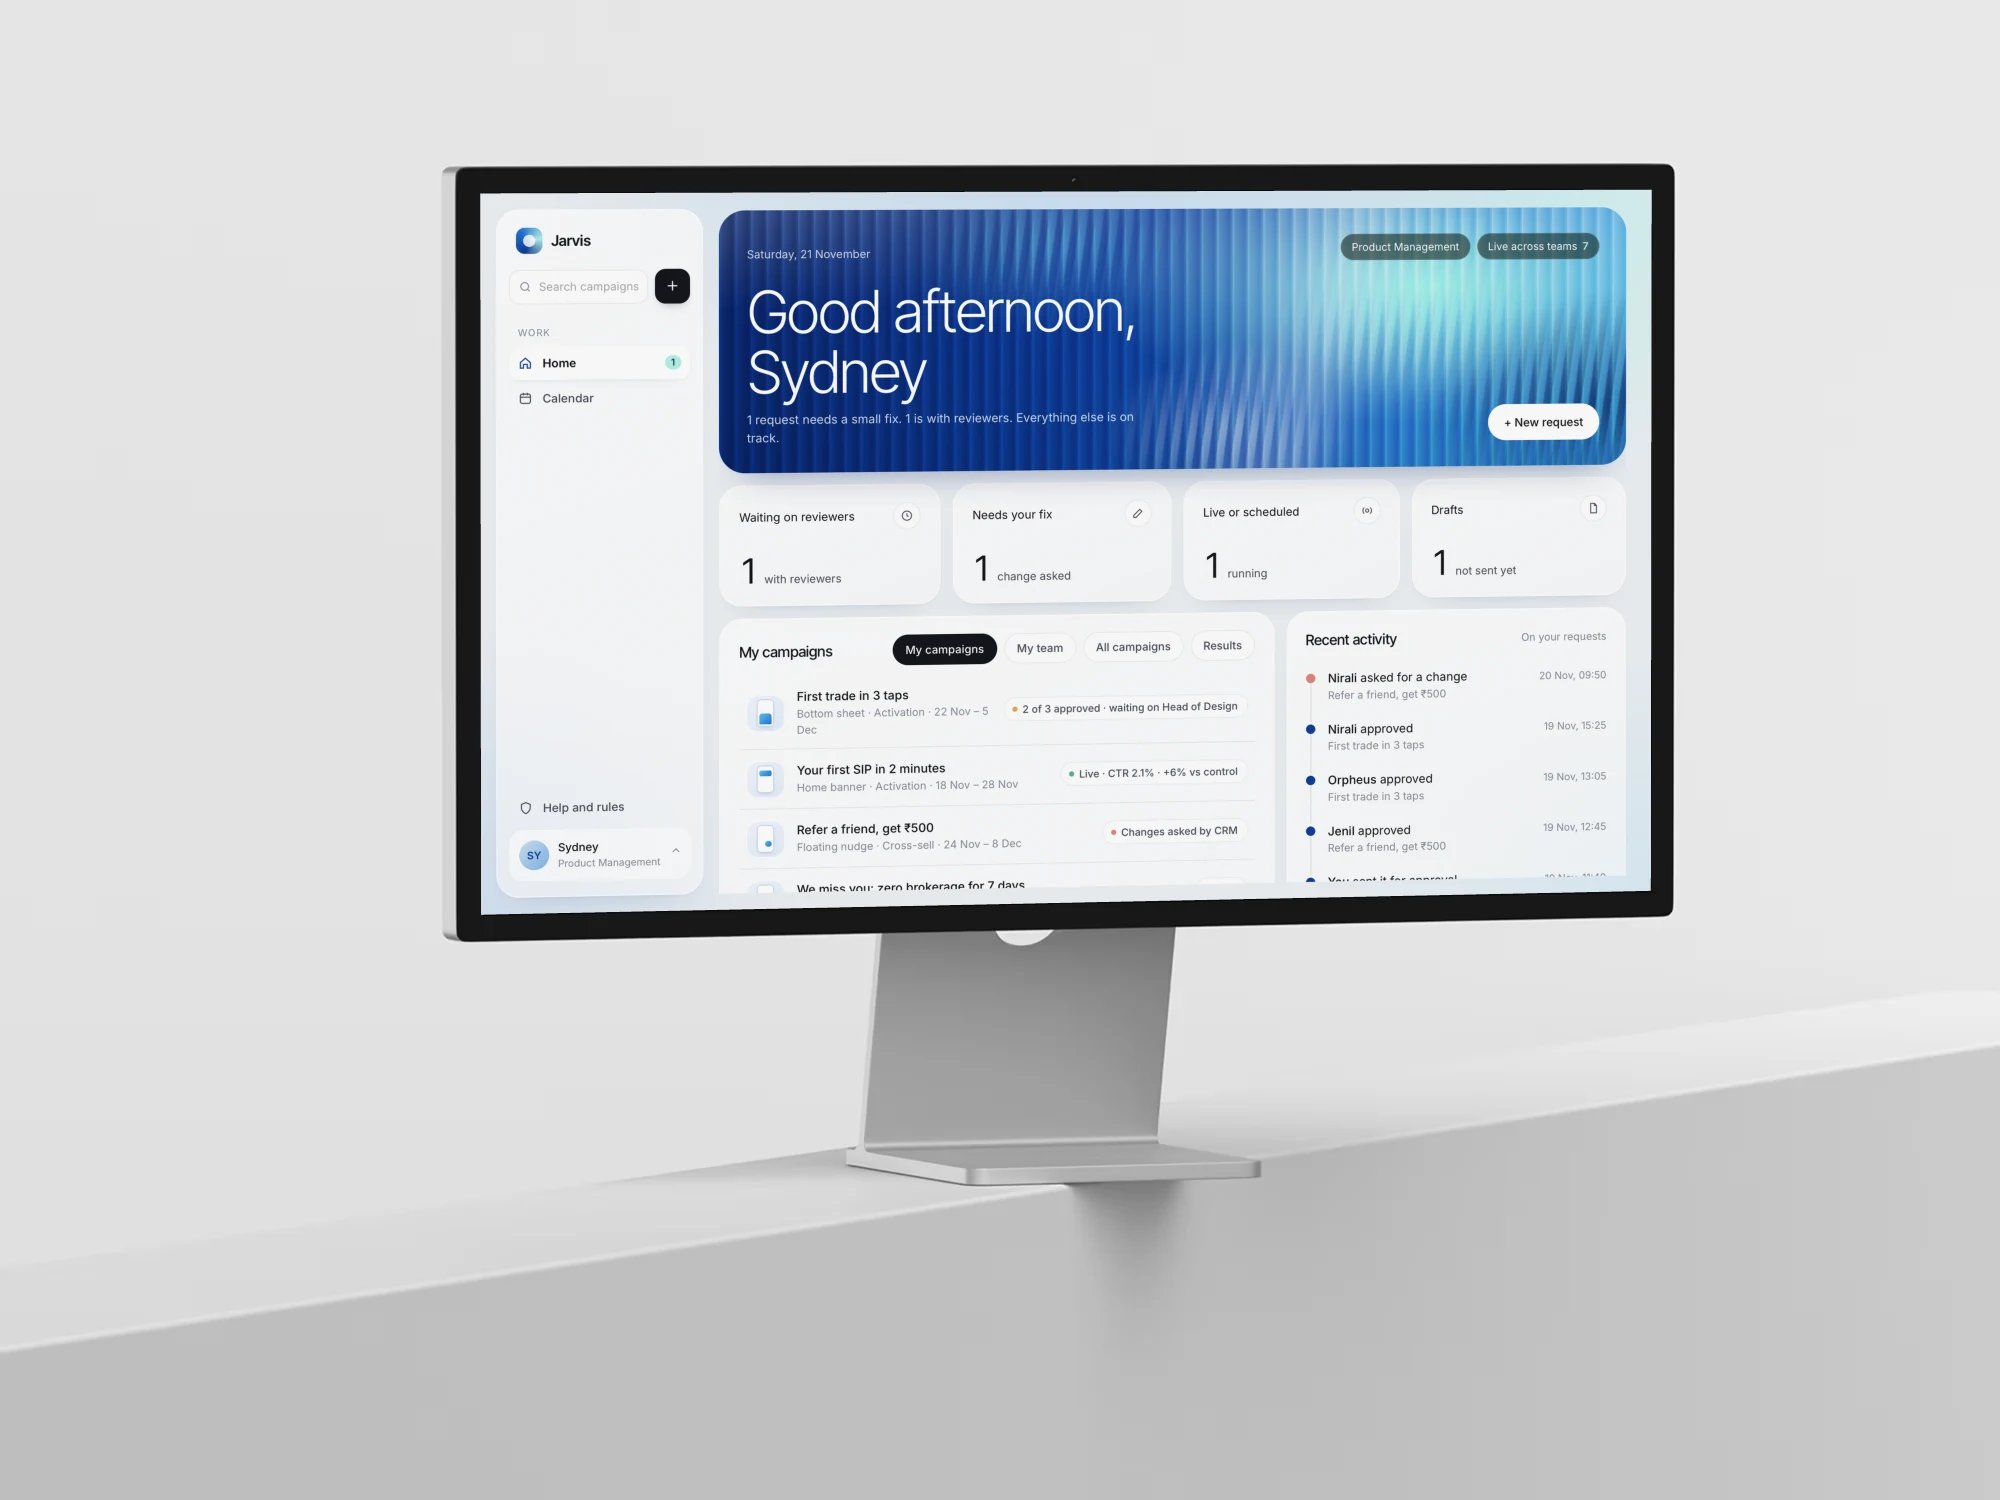 Jarvis
Search campaigns
WORK
Home
1
Calendar
Help and rules
SY
Sydney
Product Management
Saturday, 21 November
Product Management
Live across teams 7
Good afternoon,
Sydney
1 request needs a small fix. 1 is with reviewers. Everything else is on
track.
+ New request
Waiting on reviewers
1 with reviewers
Needs your fix
1 change asked
Live or scheduled
1 running
Drafts
1 not sent yet
My campaigns
My campaigns
My team
All campaigns
Results
First trade in 3 taps
Bottom sheet · Activation · 22 Nov – 5
Dec
2 of 3 approved · waiting on Head of Design
Your first SIP in 2 minutes
Home banner · Activation · 18 Nov – 28 Nov
Live · CTR 2.1% · +6% vs control
Refer a friend, get ₹500
Floating nudge · Cross-sell · 24 Nov – 8 Dec
Changes asked by CRM
We miss you: zero brokerage for 7 days
Recent activity
On your requests
Nirali asked for a change
20 Nov, 09:50
Refer a friend, get ₹500
Nirali approved
19 Nov, 15:25
First trade in 3 taps
Orpheus approved
19 Nov, 13:05
First trade in 3 taps
Jenil approved
19 Nov, 12:45
Refer a friend, get ₹500
You sent it for approval
19 Nov, 11:40